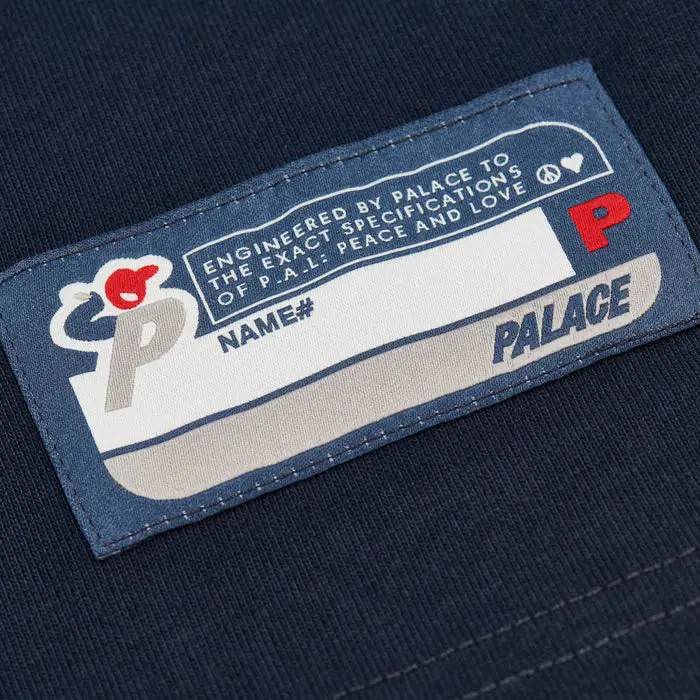 ENGINEERED BY PALACE TO
THE EXACT SPECIFICATIONS
OF P.A.L: PEACE AND LOVE
P
P
NAME#
PALACE